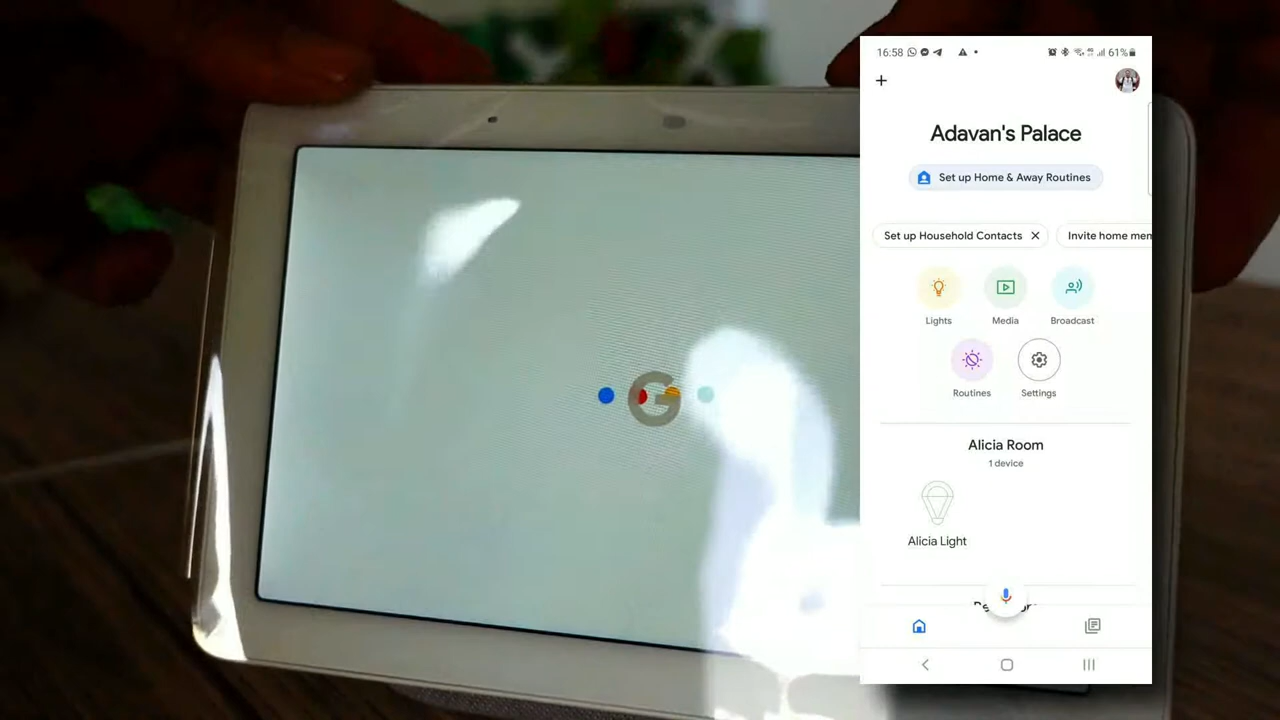 16:58
61%
Adavan's Palace
Set up Home & Away Routines
Set up Household Contacts
Invite home mem
Lights
Media
Broadcast
Routines
Settings
Alicia Room
1 device
Alicia Light
G